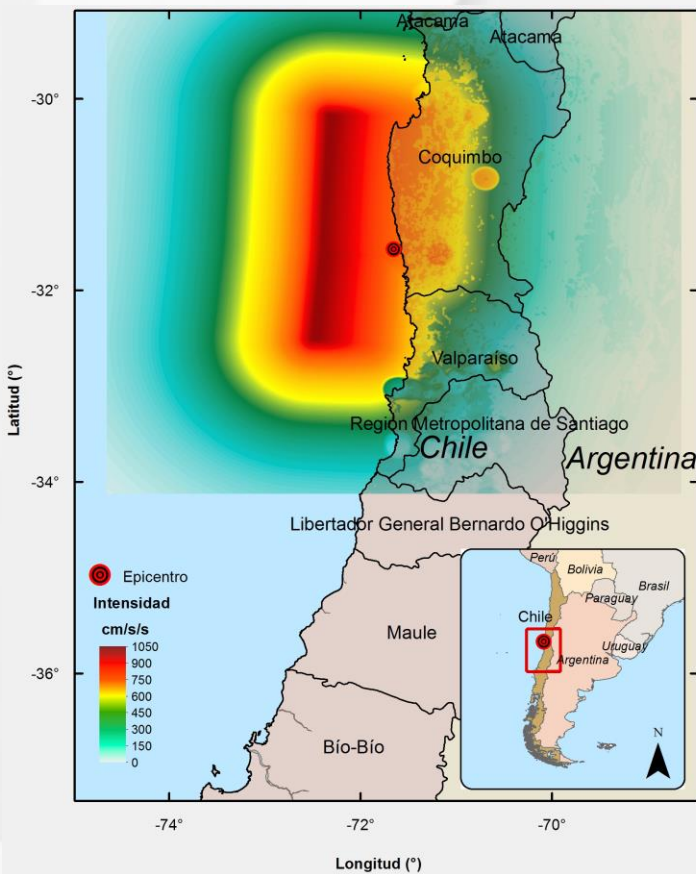 Atacama
Atacama
-30°
Coquimbo
-32°
Valparaíso
Región Metropolitana de Santiago
Chile
Argentina
-34°
Libertador General Bernardo O'Higgins
Latitud (°)
Epicentro
Intensidad
cm/s/s
1050
900
750
600
450
300
150
0
Maule
-36°
Bío-Bío
Perú
Bolivia
Brasil
Paraguay
Chile
Uruguay
Argentina
N
-74°
-72°
-70°
Longitud (°)